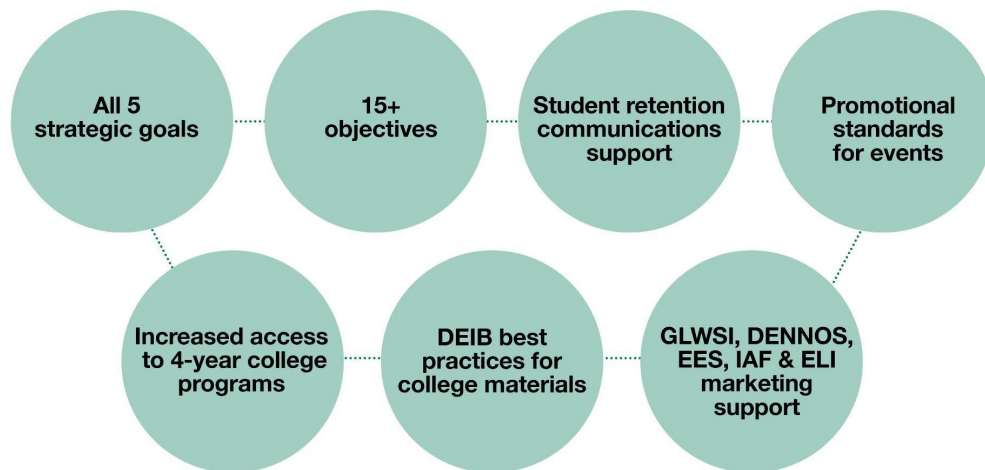 All 5
strategic goals
15+
objectives
Student retention
communications
support
Promotional
standards
for events
Increased access
to 4-year college
programs
DEIB best
practices for
college materials
GLWSI, DENNOS,
EES, IAF & ELI
marketing
support